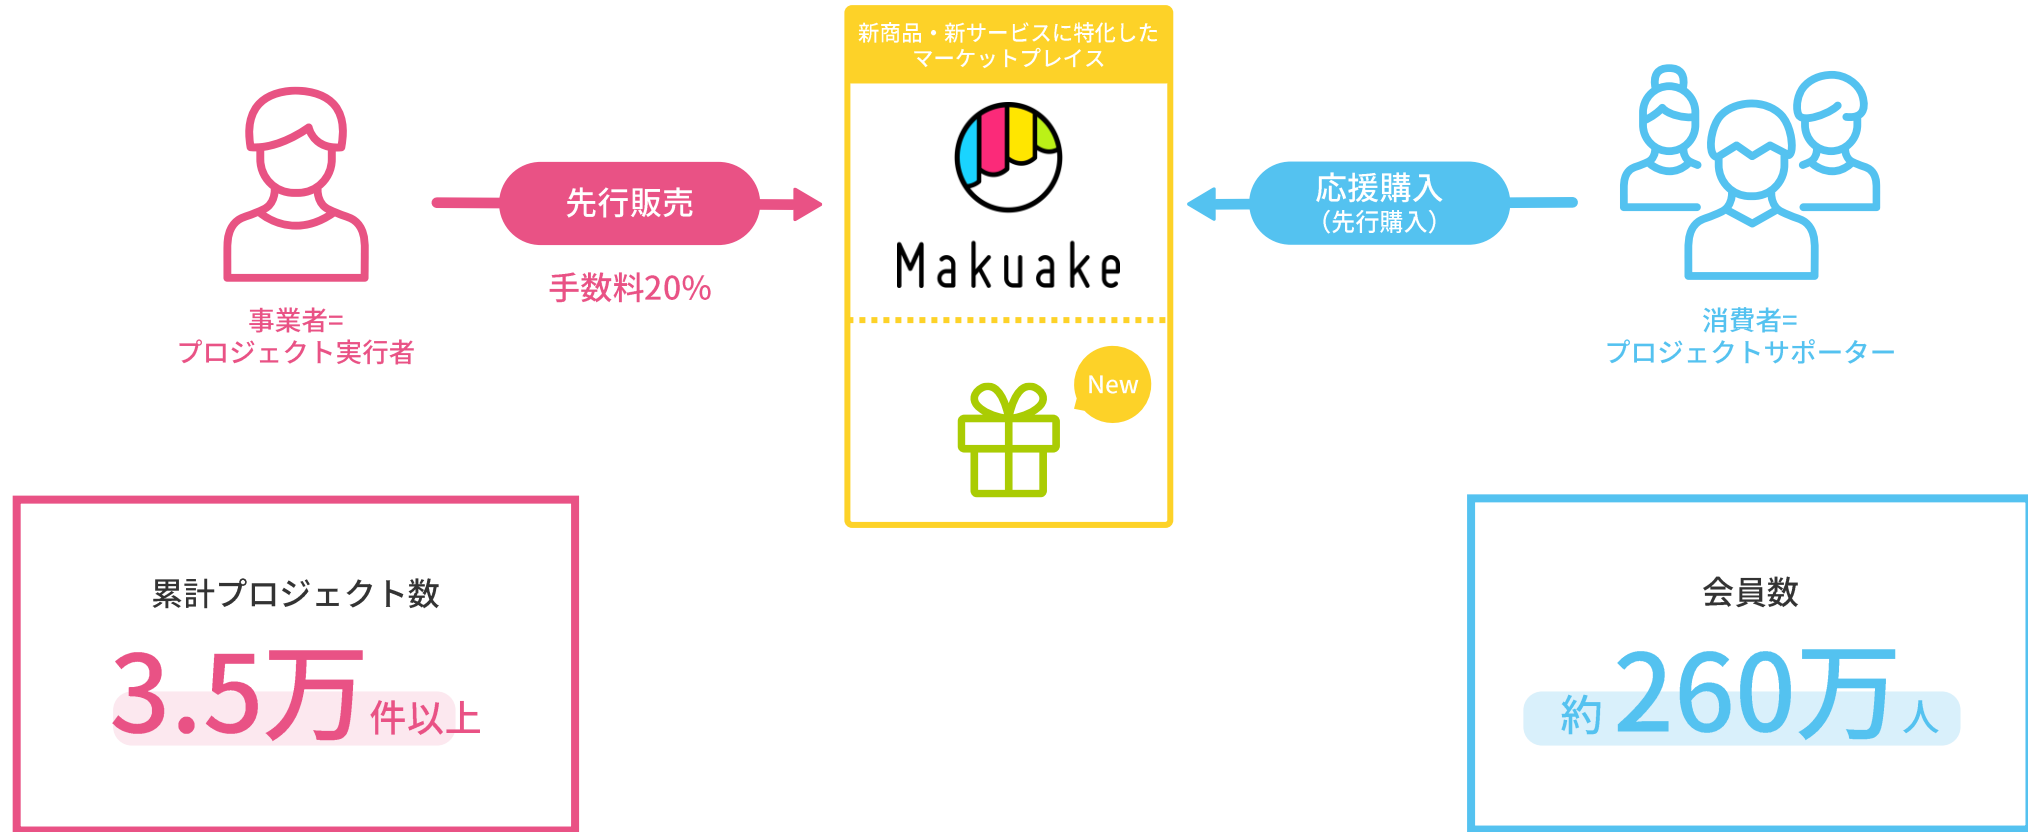 新商品・新サービスに特化した
マーケットプレイス
Makuake
先行販売
手数料20%
応援購入
（先行購入）
事業者=
プロジェクト実行者
消費者=
プロジェクトサポーター
New
累計プロジェクト数
3.5万件以上
会員数
約260万人